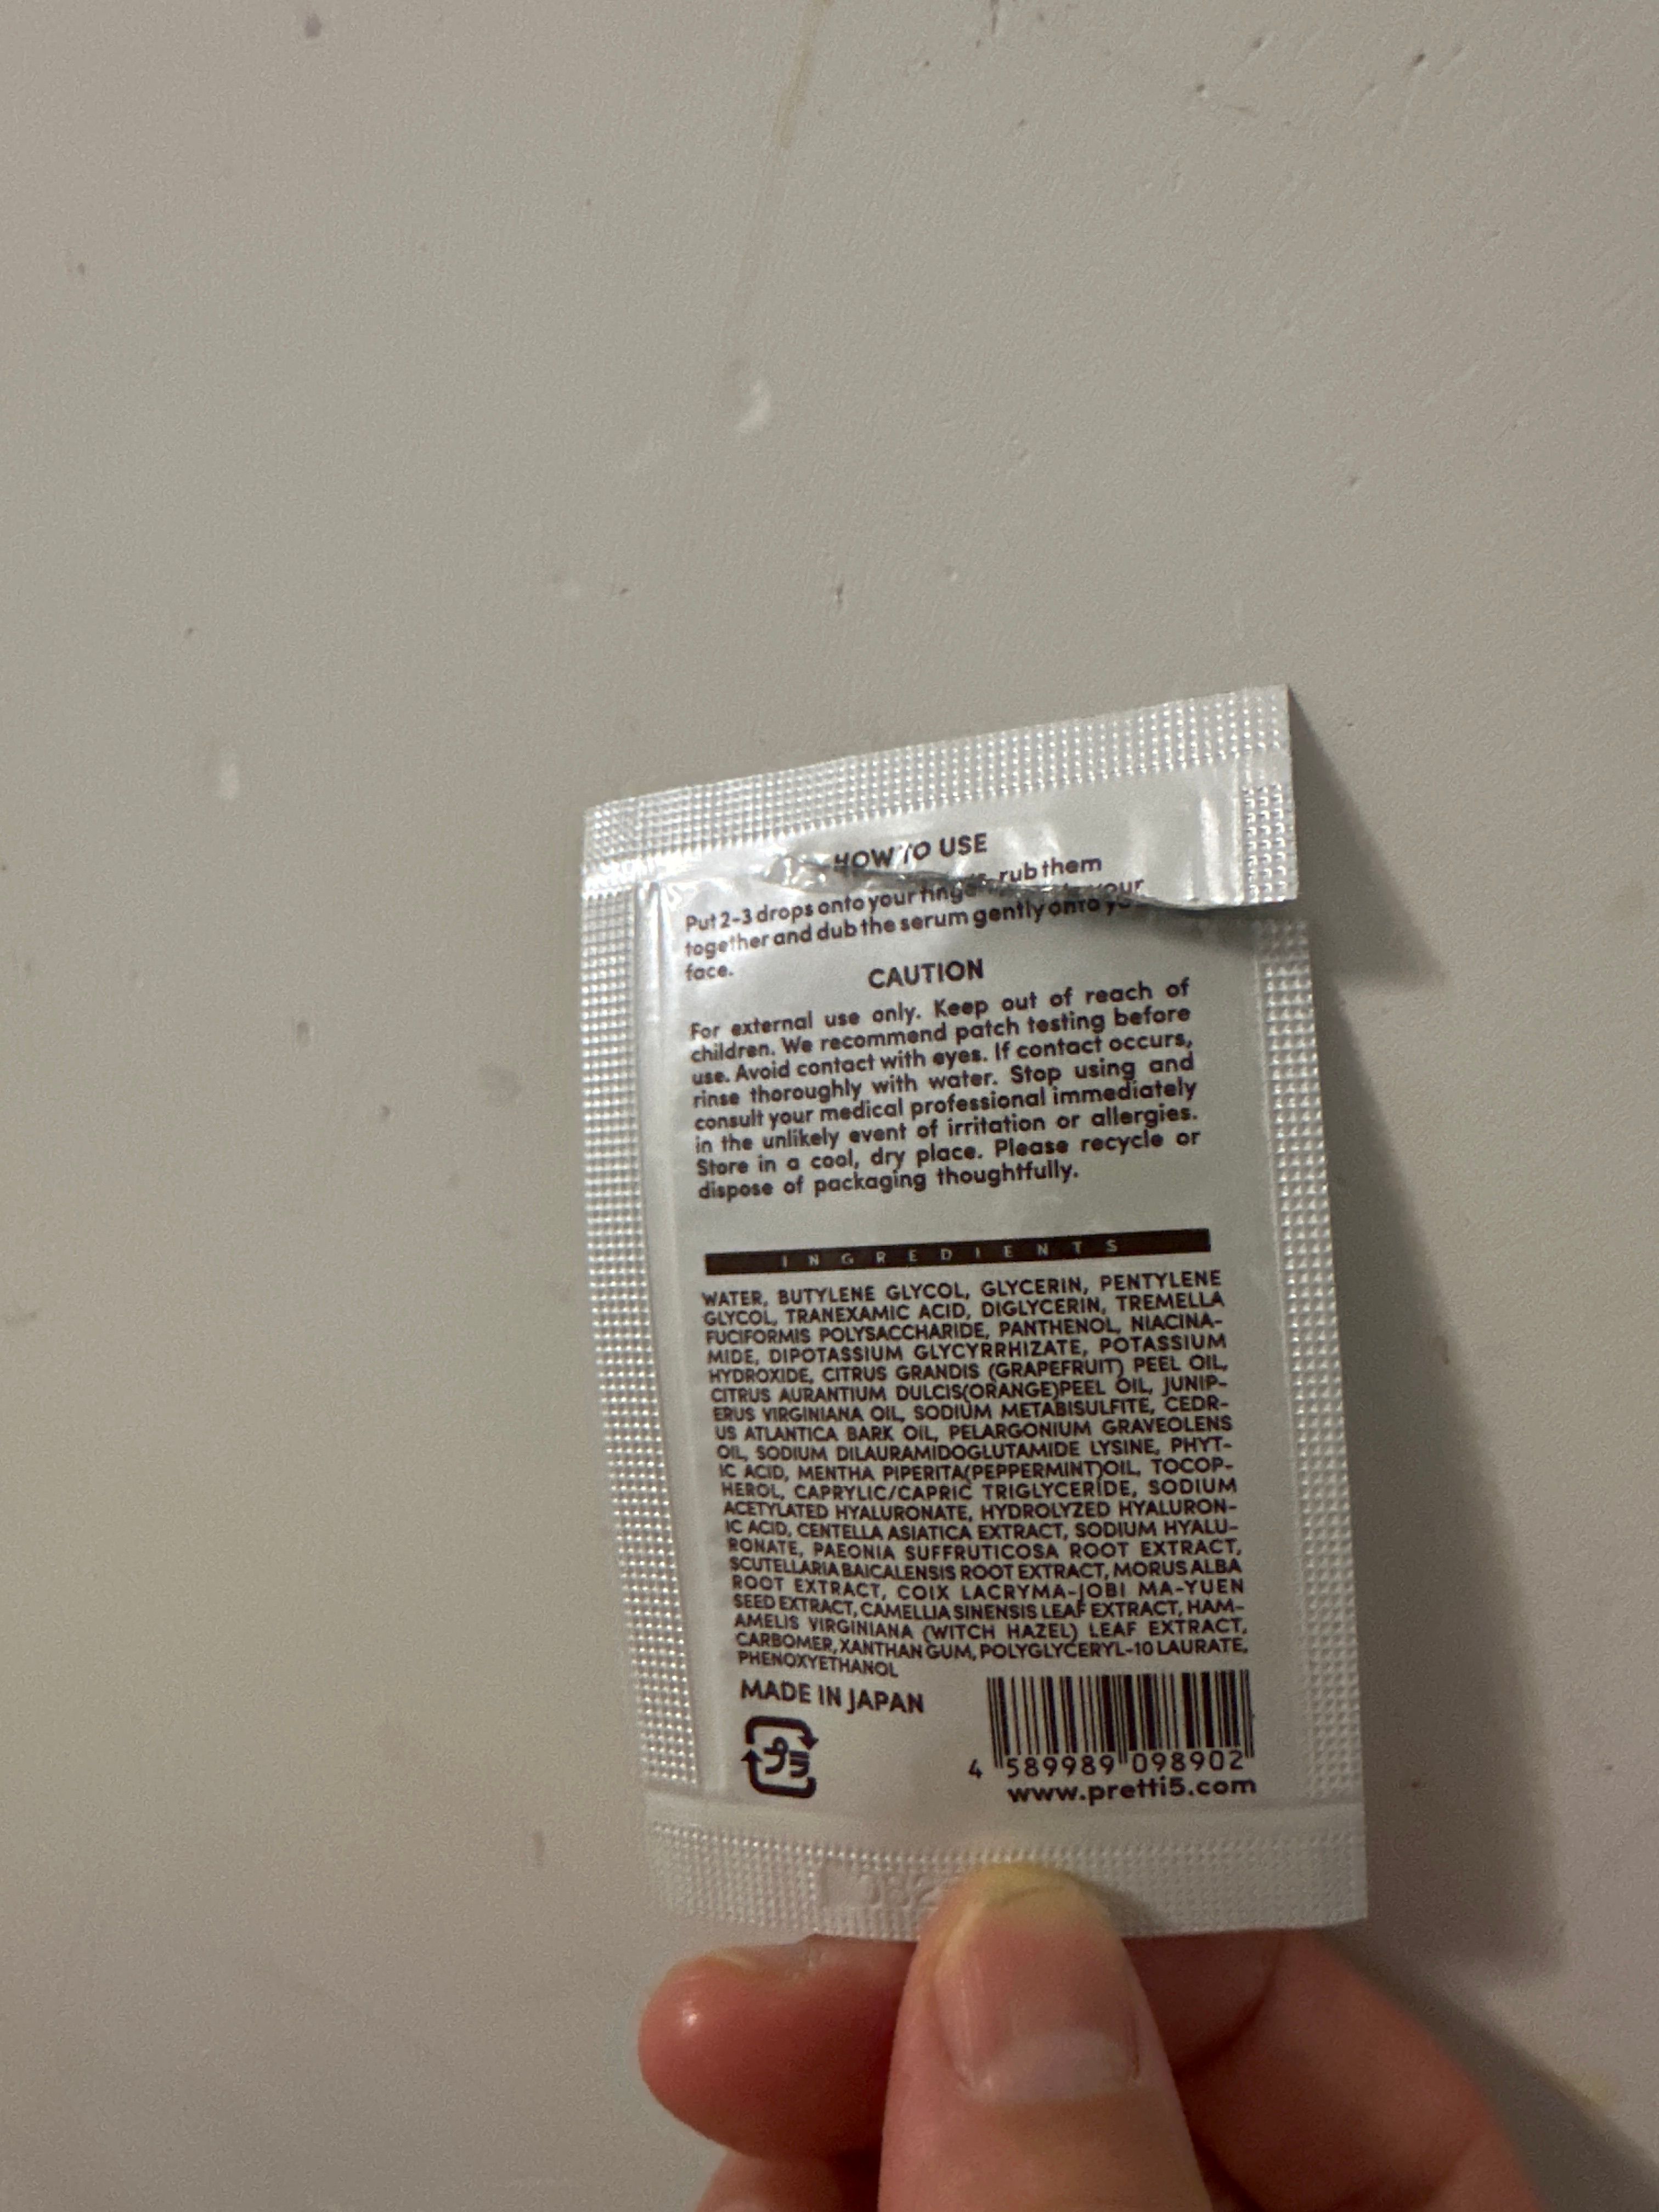 HOW TO USE
Put 2-3 drops onto your fingers, rub them
together and dub the serum gently onto your
face.
CAUTION
For external use only. Keep out of reach of
children. We recommend patch testing before
use. Avoid contact with eyes. If contact occurs,
rinse thoroughly with water. Stop using and
consult your medical professional immediately
in the unlikely event of irritation or allergies.
Store in a cool, dry place. Please recycle or
dispose of packaging thoughtfully.
INGREDIENTS
WATER, BUTYLENE GLYCOL, GLYCERIN, PENTYLENE
GLYCOL, TRANEXAMIC ACID, DIGLYCERIN, TREMELLA
FUCIFORMIS POLYSACCHARIDE, PANTHENOL, NIACINA-
MIDE, DIPOTASSIUM GLYCYRRHIZATE, POTASSIUM
HYDROXIDE, CITRUS GRANDIS (GRAPEFRUIT) PEEL OIL,
CITRUS AURANTIUM DULCIS(ORANGE)PEEL OIL, JUNIP-
ERUS VIRGINIANA OIL, SODIUM METABISULFITE, CEDR-
US ATLANTICA BARK OIL, PELARGONIUM GRAVEOLENS
OIL, SODIUM DILAURAMIDOGLUTAMIDE LYSINE, PHYT-
IC ACID, MENTHA PIPERITA(PEPPERMINT)OIL, TOCOP-
HEROL, CAPRYLIC/CAPRIC TRIGLYCERIDE, SODIUM
ACETYLATED HYALURONATE, HYDROLYZED HYALURON-
IC ACID, CENTELLA ASIATICA EXTRACT, SODIUM HYALU-
RONATE, PAEONIA SUFFRUTICOSA ROOT EXTRACT,
SCUTELLARIA BAICALENSIS ROOT EXTRACT, MORUS ALBA
ROOT EXTRACT, COIX LACRYMA-JOBI MA-YUEN
SEED EXTRACT, CAMELLIA SINENSIS LEAF EXTRACT, HAM-
AMELIS VIRGINIANA (WITCH HAZEL) LEAF EXTRACT,
CARBOMER, XANTHAN GUM, POLYGLYCERYL-10 LAURATE,
PHENOXYETHANOL
MADE IN JAPAN
プラ
4 589989 098902
www.pretti5.com